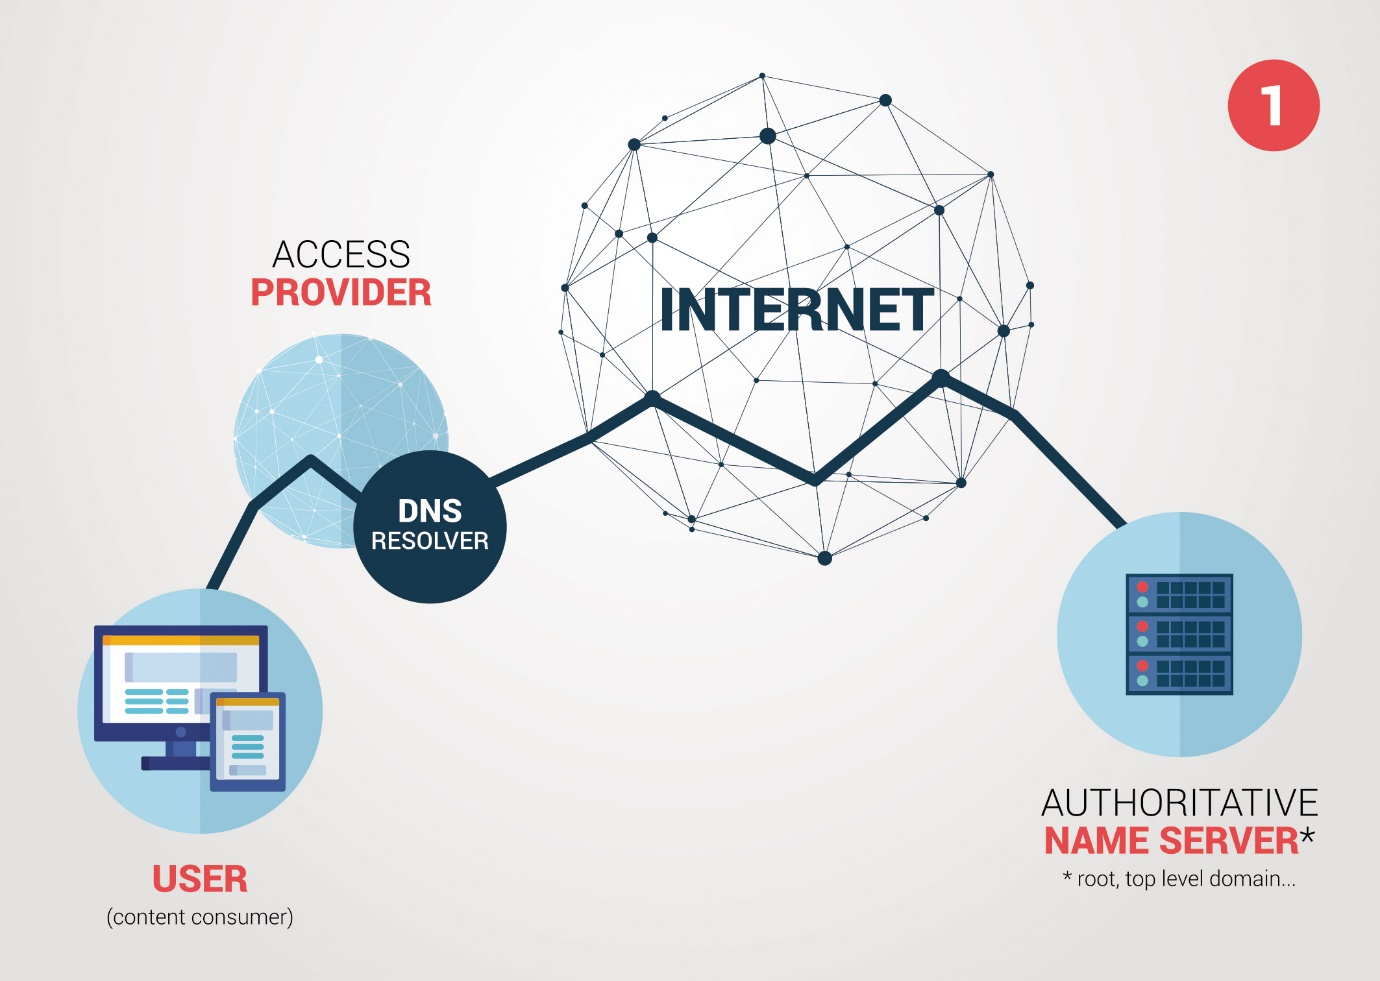 1
ACCESS
PROVIDER
INTERNET
DNS
RESOLVER
USER
(content consumer)
AUTHORITATIVE
NAME SERVER*
* root, top level domain...